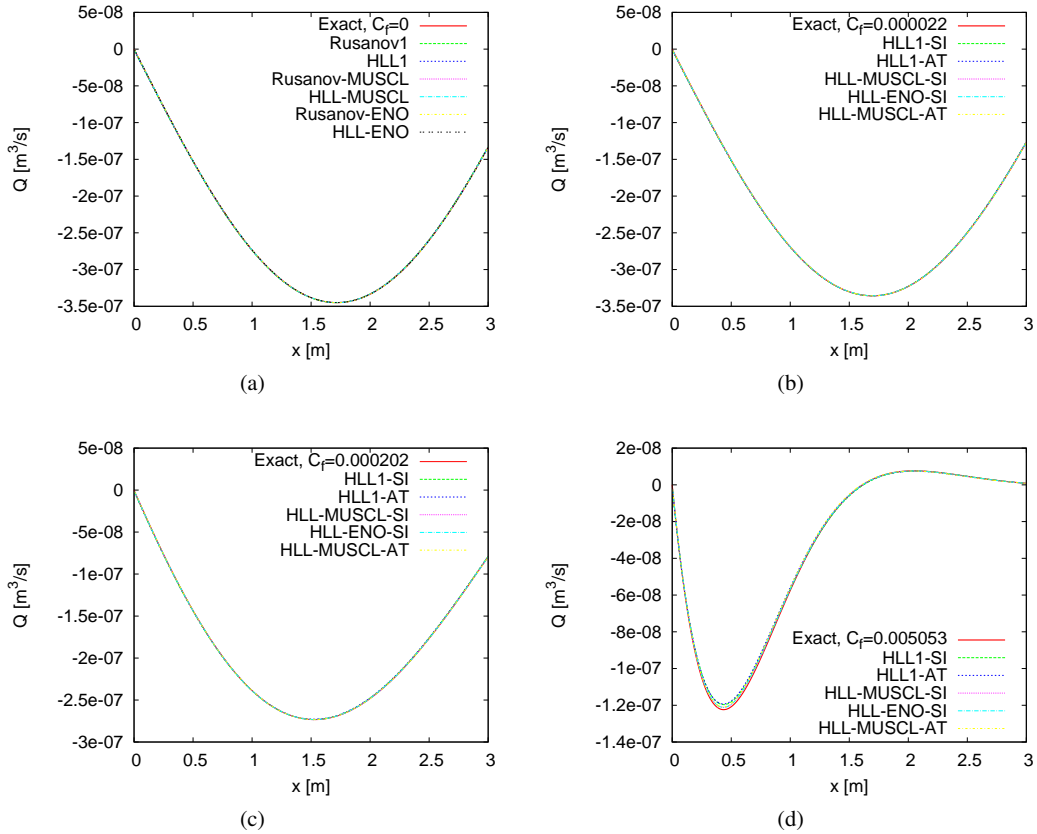 5e-08
0
-5e-08
-1e-07
-1.5e-07
-2e-07
-2.5e-07
-3e-07
-3.5e-07
Q [m³/s]
Exact, C_f=0
Rusanov1
HLL1
Rusanov-MUSCL
HLL-MUSCL
Rusanov-ENO
HLL-ENO
0 0.5 1 1.5 2 2.5 3
x [m]
(a)
5e-08
0
-5e-08
-1e-07
-1.5e-07
-2e-07
-2.5e-07
-3e-07
-3.5e-07
Q [m³/s]
Exact, C_f=0.000022
HLL1-SI
HLL1-AT
HLL-MUSCL-SI
HLL-ENO-SI
HLL-MUSCL-AT
0 0.5 1 1.5 2 2.5 3
x [m]
(b)
5e-08
0
-5e-08
-1e-07
-1.5e-07
-2e-07
-2.5e-07
-3e-07
Q [m³/s]
Exact, C_f=0.000202
HLL1-SI
HLL1-AT
HLL-MUSCL-SI
HLL-ENO-SI
HLL-MUSCL-AT
0 0.5 1 1.5 2 2.5 3
x [m]
(c)
2e-08
0
-2e-08
-4e-08
-6e-08
-8e-08
-1e-07
-1.2e-07
-1.4e-07
Q [m³/s]
Exact, C_f=0.005053
HLL1-SI
HLL1-AT
HLL-MUSCL-SI
HLL-ENO-SI
HLL-MUSCL-AT
0 0.5 1 1.5 2 2.5 3
x [m]
(d)